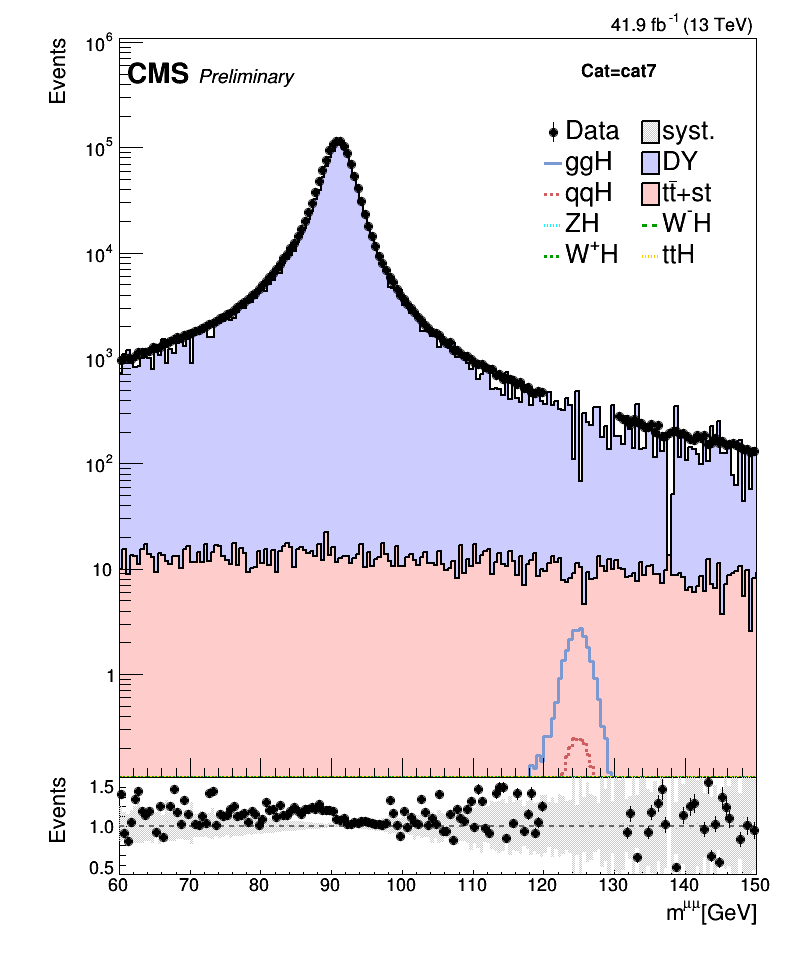 41.9 fb⁻¹ (13 TeV)
Events
10⁶
CMS Preliminary
Cat=cat7
Data syst.
ggH DY
qqH tt̄+st
ZH W⁻H
W⁺H ttH
10⁵
10⁴
10³
10²
10
1
Events
1.5
1.0
0.5
60 70 80 90 100 110 120 130 140 150
m^μμ[GeV]